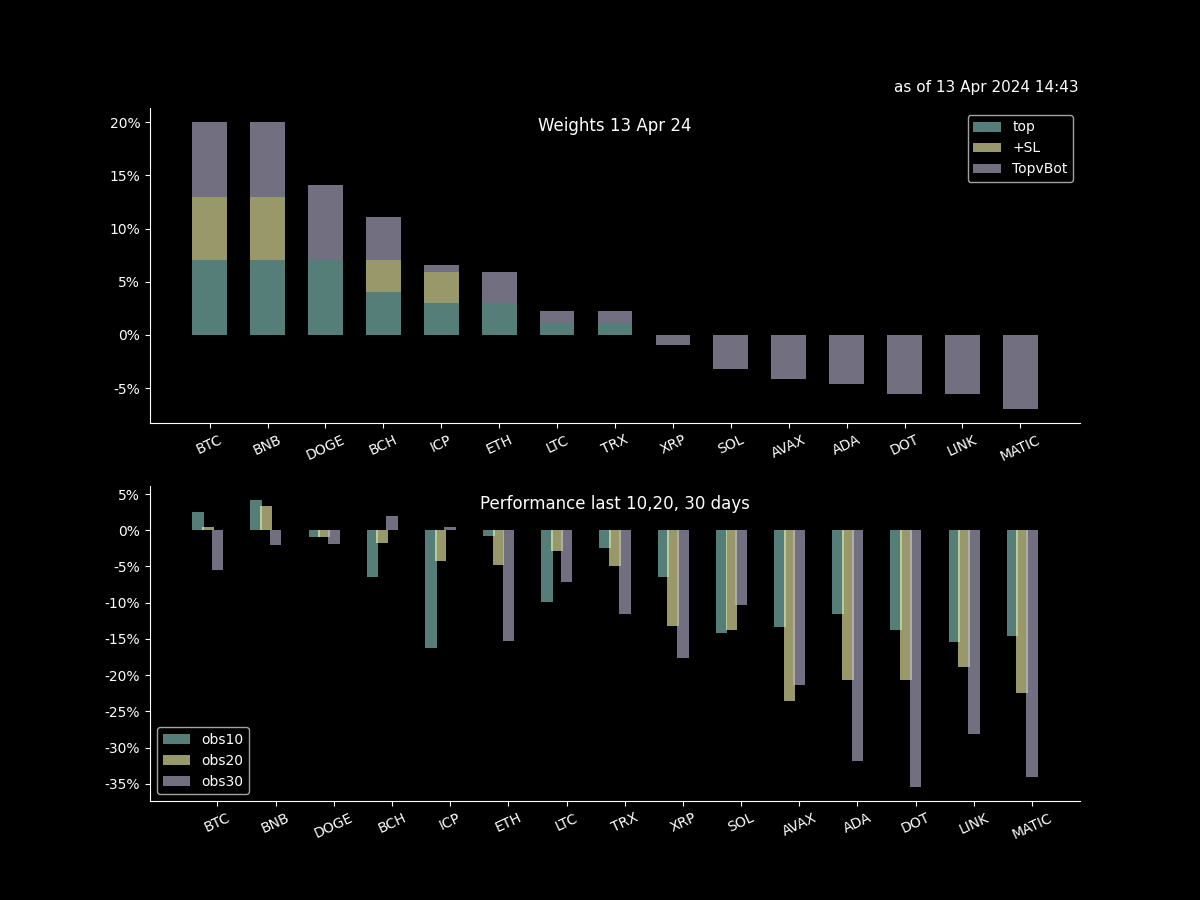 as of 13 Apr 2024 14:43
Weights 13 Apr 24
top
+SL
TopvBot
20%
15%
10%
5%
0%
-5%
BTC BNB DOGE BCH ICP ETH LTC TRX XRP SOL AVAX ADA DOT LINK MATIC
Performance last 10,20, 30 days
5%
0%
-5%
-10%
-15%
-20%
-25%
-30%
-35%
obs10
obs20
obs30
BTC BNB DOGE BCH ICP ETH LTC TRX XRP SOL AVAX ADA DOT LINK MATIC